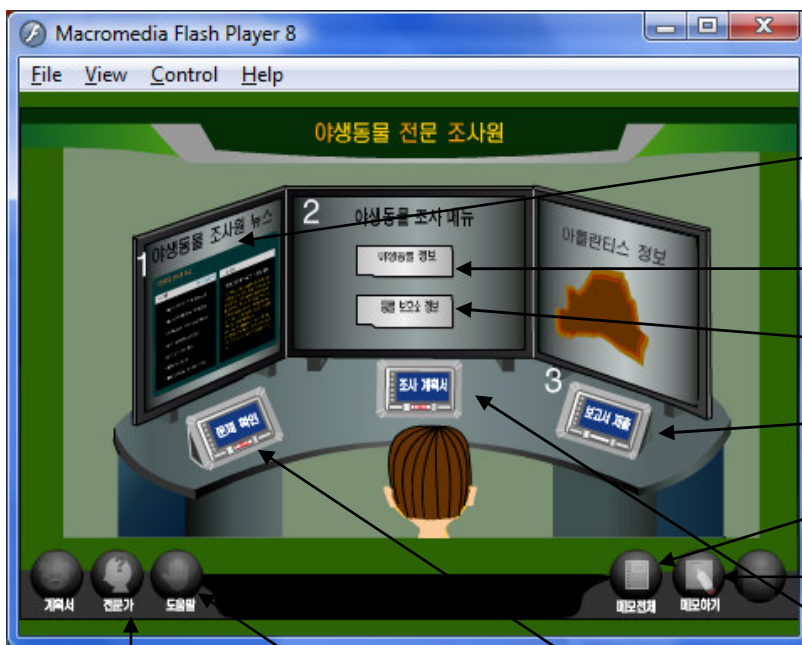 Macromedia Flash Player 8
File View Control Help
야생동물 전문 조사원
1
야생동물 조사원 뉴스
2
야생동물 조사 메뉴
야생동물 정보
동물 보호소 정보
아틀란티스 정보
3
문제 확인
조사 계획서
보고서 제출
계획서
전문가
도움말
메모전체
메모하기